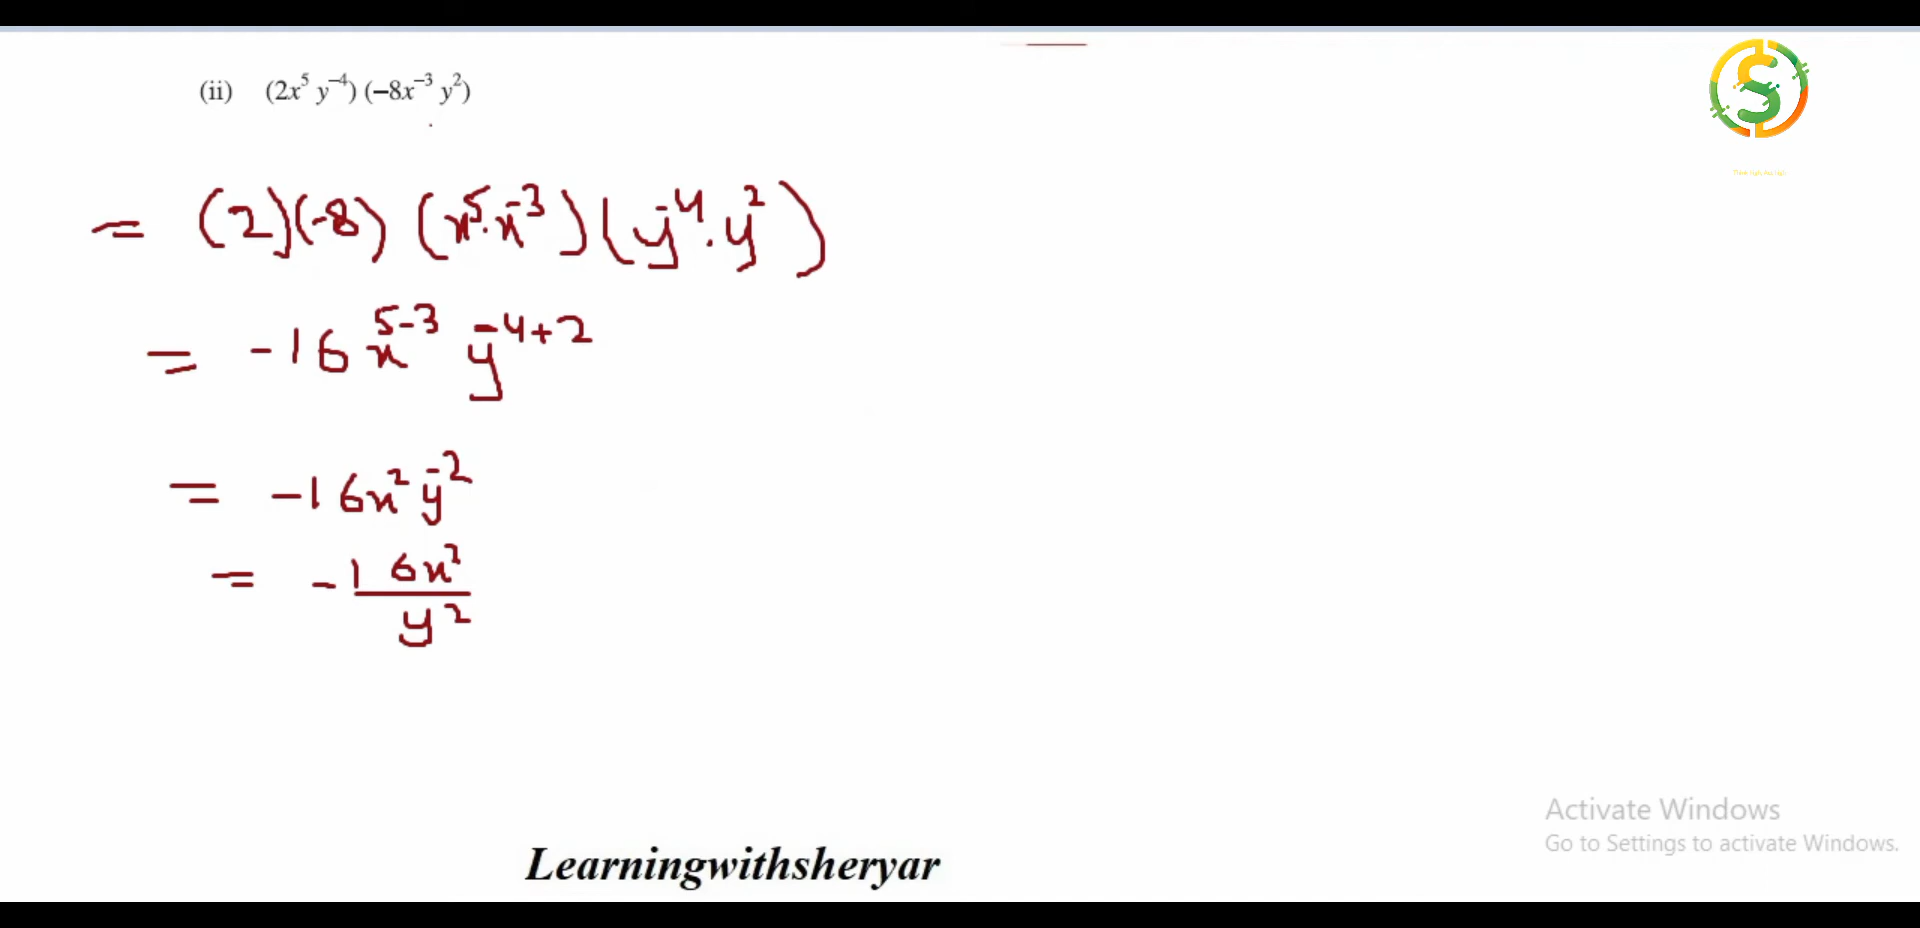 (ii) (2x⁵ y⁻⁴) (–8x⁻³ y²)
= (2)(-8) (x⁵.x⁻³)(y⁻⁴.y²)
= -16 x⁵⁻³ y⁻⁴⁺²
= -16x² y⁻²
= -16x²/y²
Activate Windows
Go to Settings to activate Windows.
Learningwithsheryar